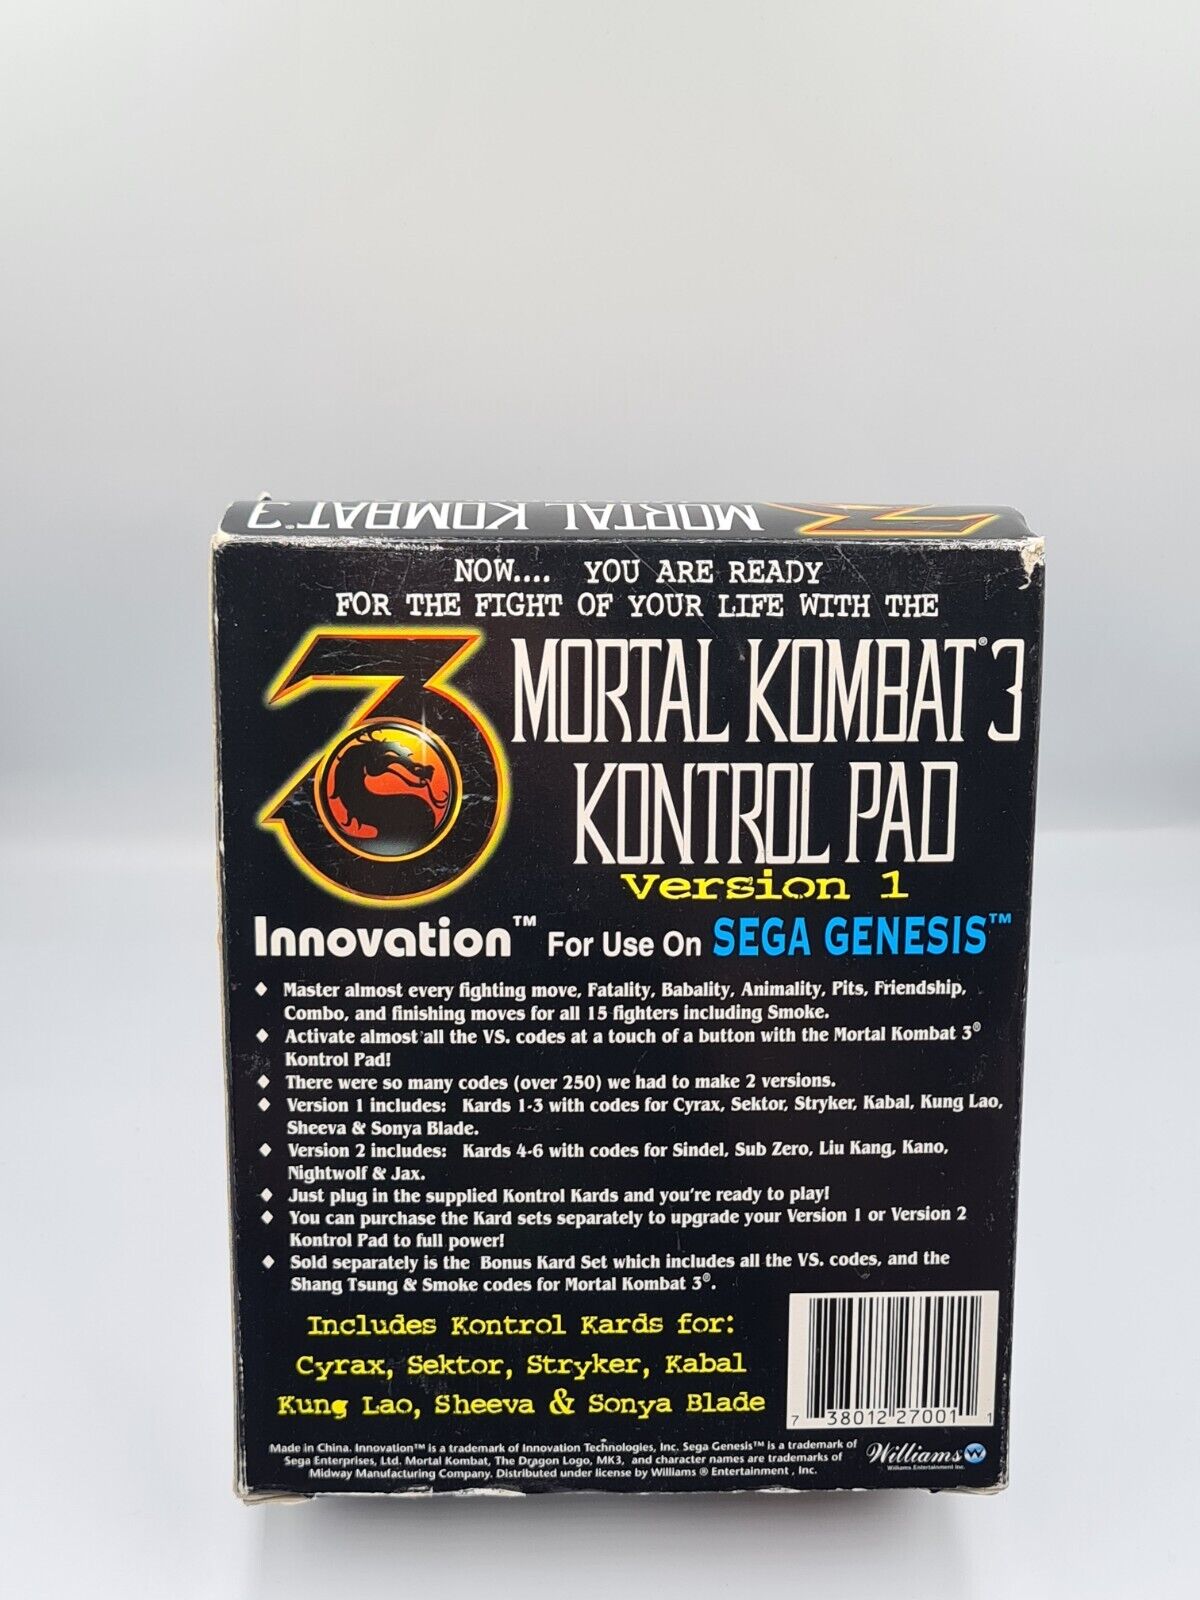 MORTAL KOMBAT 3
NOW.... YOU ARE READY
FOR THE FIGHT OF YOUR LIFE WITH THE
MORTAL KOMBAT® 3
KONTROL PAD
Version 1
Innovation™ For Use On SEGA GENESIS™
♦ Master almost every fighting move, Fatality, Babality, Animality, Pits, Friendship,
Combo, and finishing moves for all 15 fighters including Smoke.
♦ Activate almost all the VS. codes at a touch of a button with the Mortal Kombat 3®
Kontrol Pad!
♦ There were so many codes (over 250) we had to make 2 versions.
♦ Version 1 includes: Kards 1-3 with codes for Cyrax, Sektor, Stryker, Kabal, Kung Lao,
Sheeva & Sonya Blade.
♦ Version 2 includes: Kards 4-6 with codes for Sindel, Sub Zero, Liu Kang, Kano,
Nightwolf & Jax.
♦ Just plug in the supplied Kontrol Kards and you're ready to play!
♦ You can purchase the Kard sets separately to upgrade your Version 1 or Version 2
Kontrol Pad to full power!
♦ Sold separately is the Bonus Kard Set which includes all the VS. codes, and the
Shang Tsung & Smoke codes for Mortal Kombat 3®.
Includes Kontrol Kards for:
Cyrax, Sektor, Stryker, Kabal
Kung Lao, Sheeva & Sonya Blade
7 38012 27001 1
Made in China. Innovation™ is a trademark of Innovation Technologies, Inc. Sega Genesis™ is a trademark of
Sega Enterprises, Ltd. Mortal Kombat, The Dragon Logo, MK3, and character names are trademarks of
Midway Manufacturing Company. Distributed under license by Williams ® Entertainment, Inc.
Williams W
Williams Entertainment Inc.